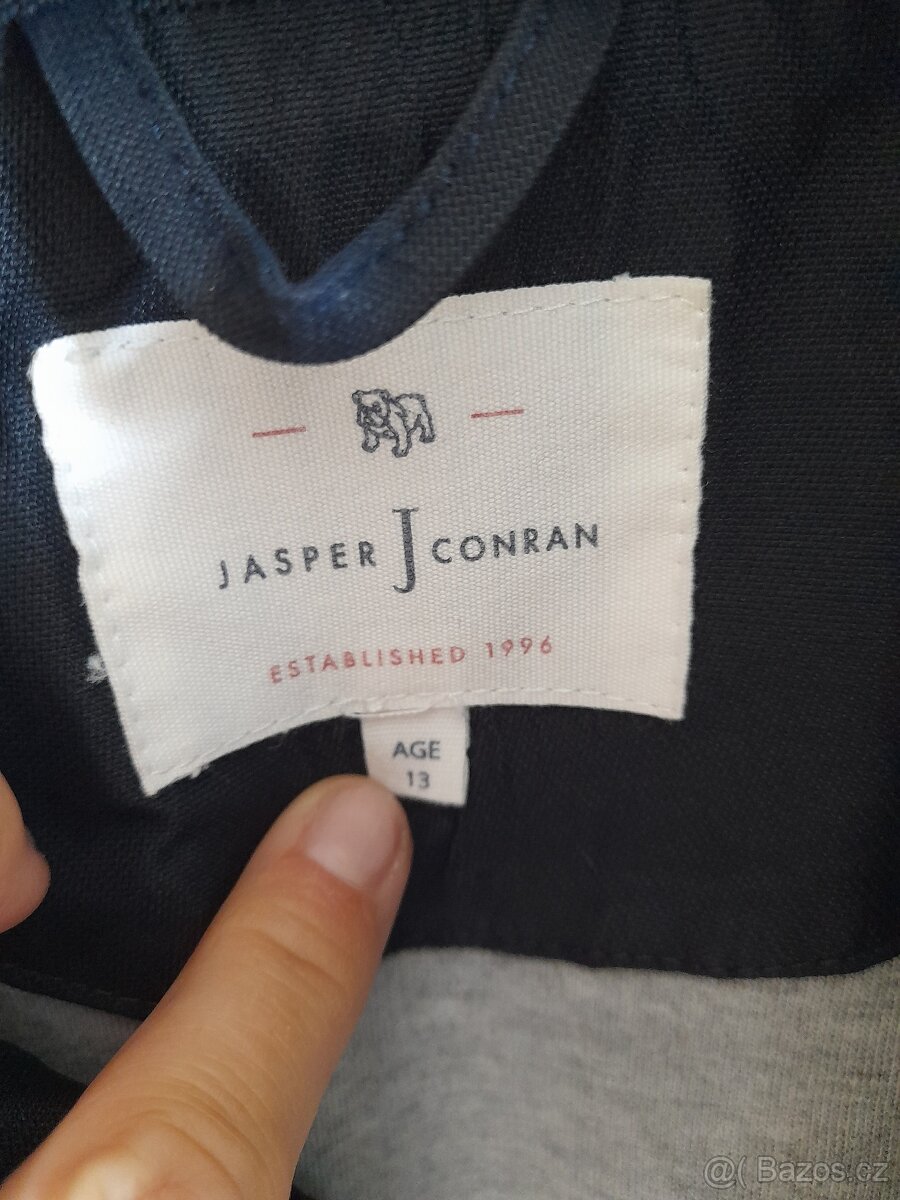 JASPER J CONRAN
ESTABLISHED 1996
AGE
13
@( Bazos.cz